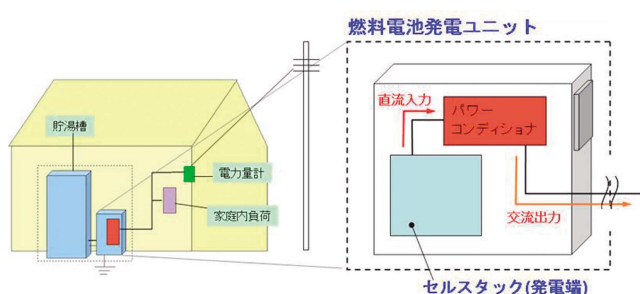 燃料電池発電ユニット
貯湯槽
電力量計
家庭内負荷
直流入力
パワー
コンディショナ
交流出力
セルスタック(発電端)